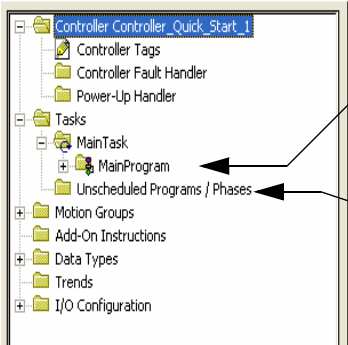 Controller Controller_Quick_Start_1
Controller Tags
Controller Fault Handler
Power-Up Handler
Tasks
MainTask
MainProgram
Unscheduled Programs / Phases
Motion Groups
Add-On Instructions
Data Types
Trends
I/O Configuration